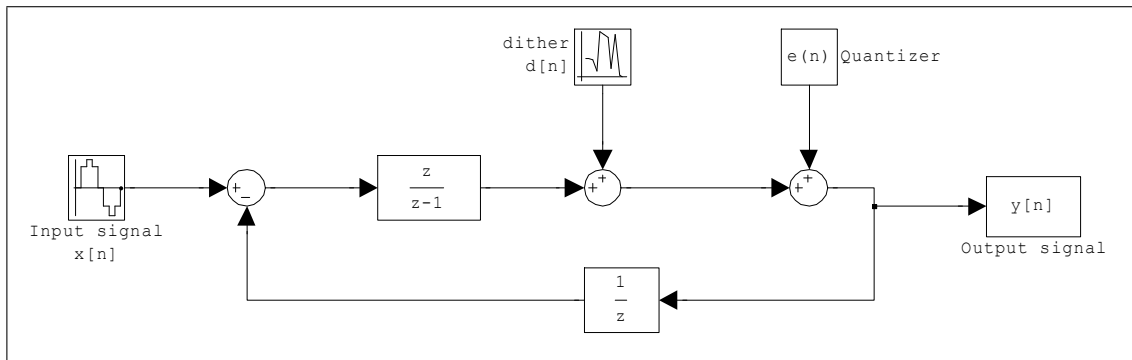 dither
d[n]
e(n) Quantizer
+
−
z
z-1
+ +
+ +
y[n]
Output signal
Input signal
x[n]
1
z